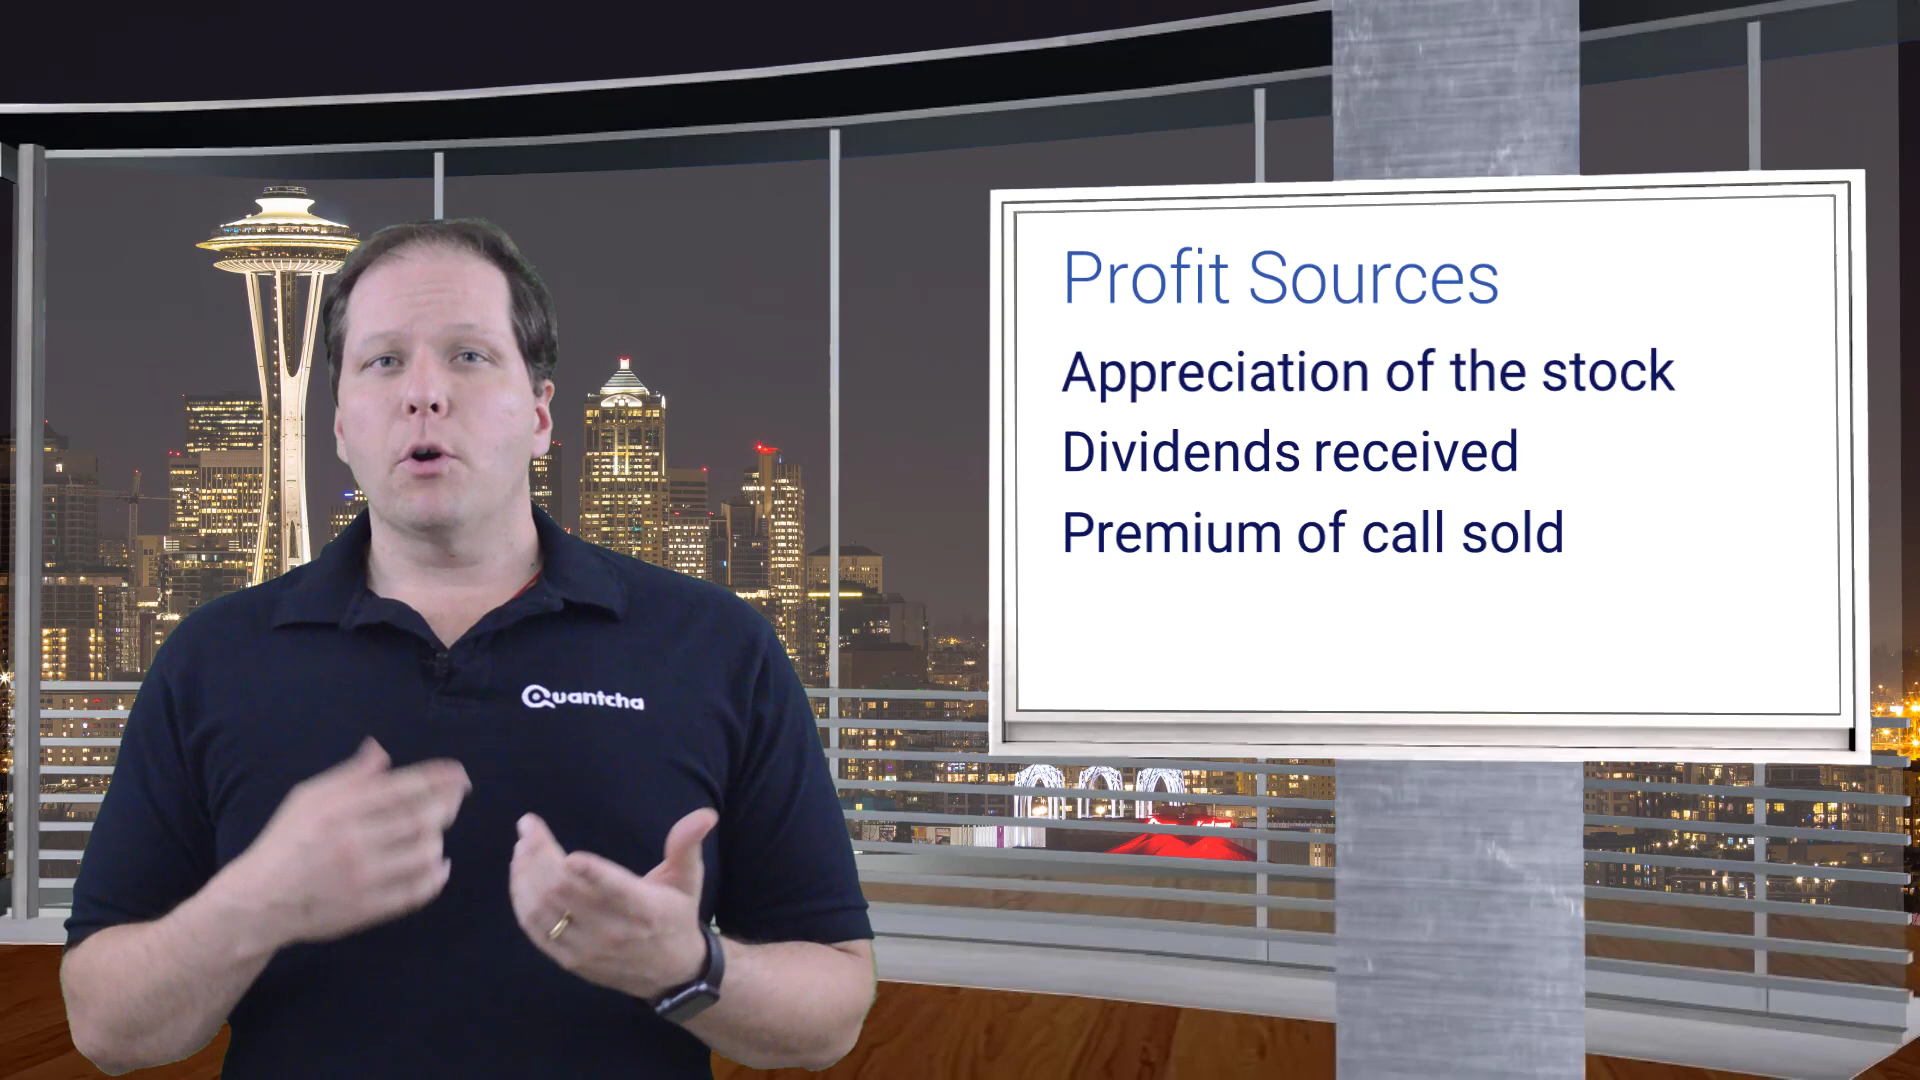 Profit Sources
Appreciation of the stock
Dividends received
Premium of call sold
Quantcha